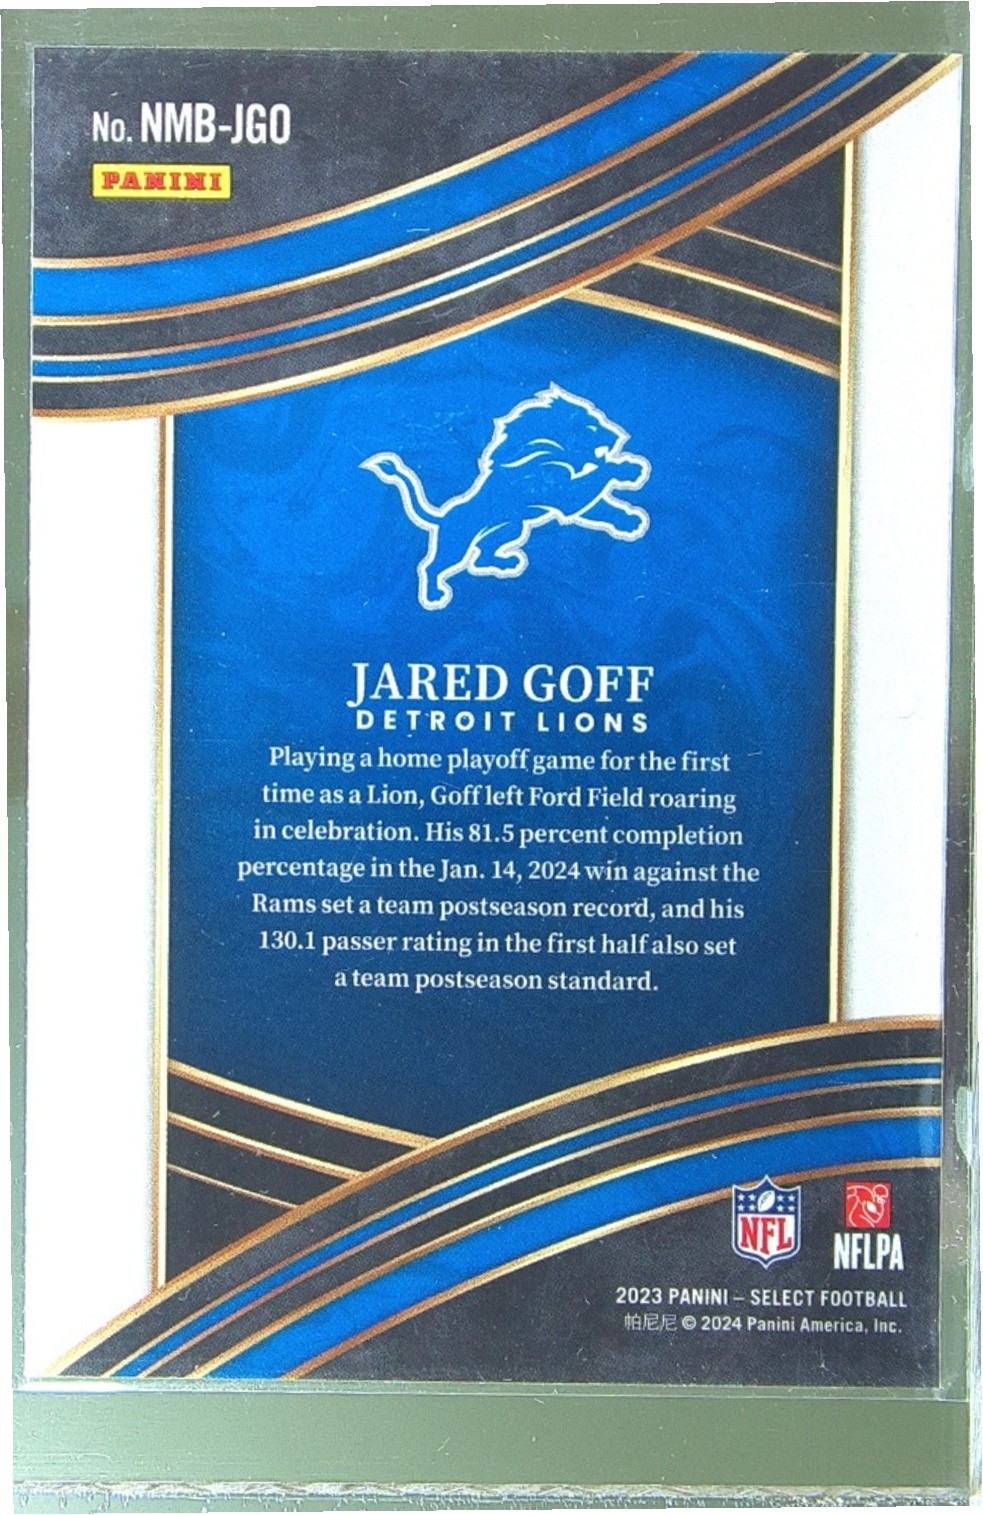 No. NMB-JGO
PANINI
JARED GOFF
DETROIT LIONS
Playing a home playoff game for the first
time as a Lion, Goff left Ford Field roaring
in celebration. His 81.5 percent completion
percentage in the Jan. 14, 2024 win against the
Rams set a team postseason record, and his
130.1 passer rating in the first half also set
a team postseason standard.
NFL
NFLPA
2023 PANINI – SELECT FOOTBALL
帕尼尼 © 2024 Panini America, Inc.